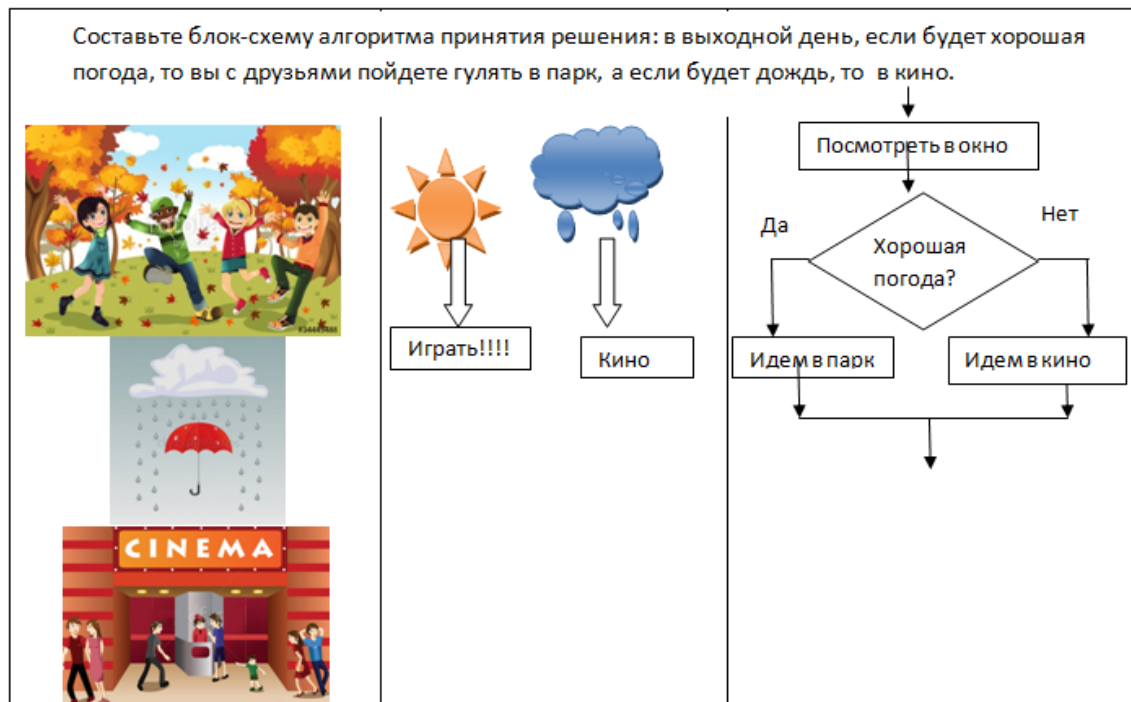 Составьте блок-схему алгоритма принятия решения: в выходной день, если будет хорошая
погода, то вы с друзьями пойдете гулять в парк, а если будет дождь, то в кино.
Играть!!!!
Кино
CINEMA
Посмотреть в окно
Да
Нет
Хорошая
погода?
Идем в парк
Идем в кино